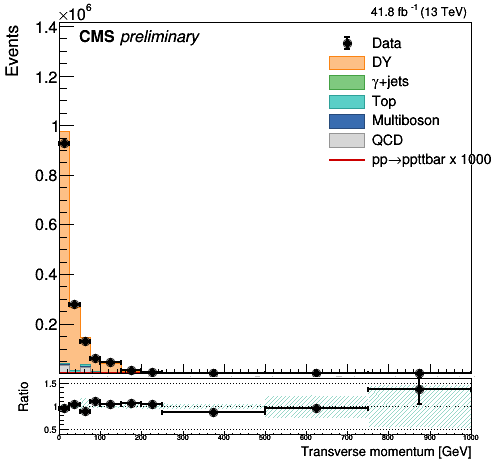 ×10⁶
41.8 fb⁻¹ (13 TeV)
CMS preliminary
Events
1.4
1.2
1
0.8
0.6
0.4
0.2
Data
DY
γ+jets
Top
Multiboson
QCD
pp→ppttbar x 1000
Ratio
1.5
1
0.5
0 100 200 300 400 500 600 700 800 900 1000
Transverse momentum [GeV]